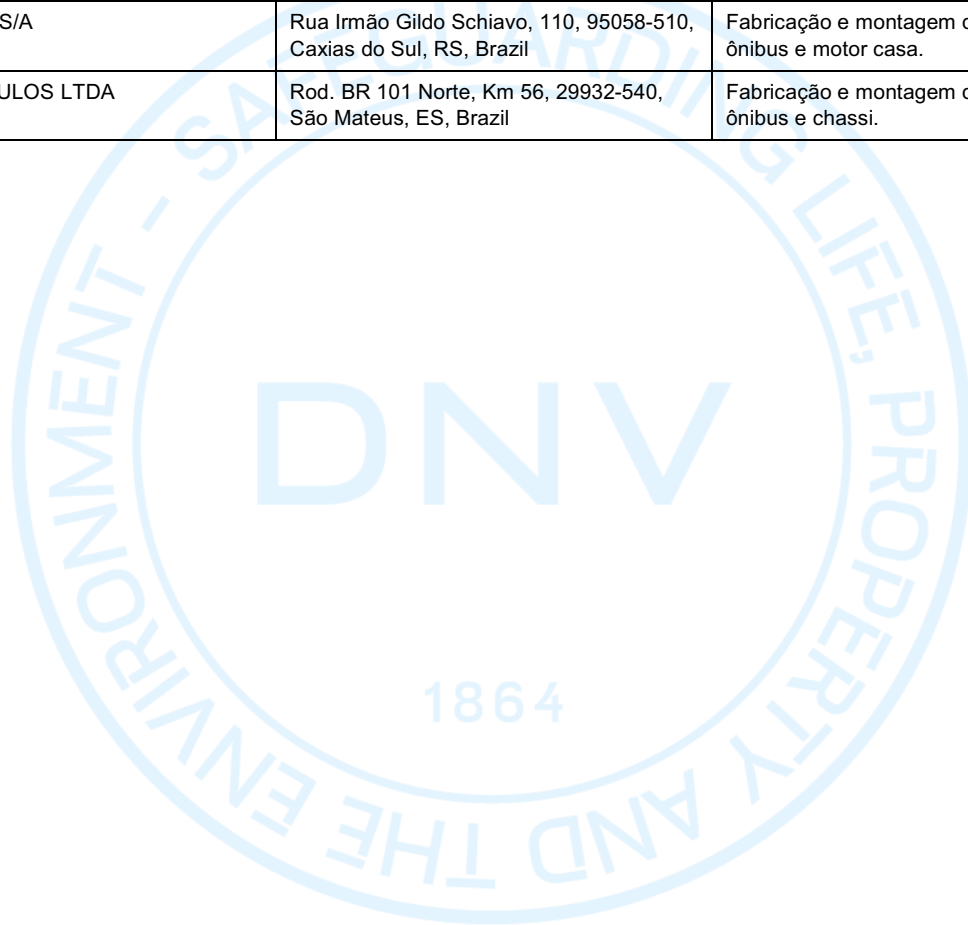 S/A
Rua Irmão Gildo Schiavo, 110, 95058-510,
Caxias do Sul, RS, Brazil
Fabricação e montagem
ônibus e motor casa.
ULOS LTDA
Rod. BR 101 Norte, Km 56, 29932-540,
São Mateus, ES, Brazil
Fabricação e montagem
ônibus e chassi.
SAFEGUARDING LIFE, PROPERTY AND THE ENVIRONMENT -
DNV
1864